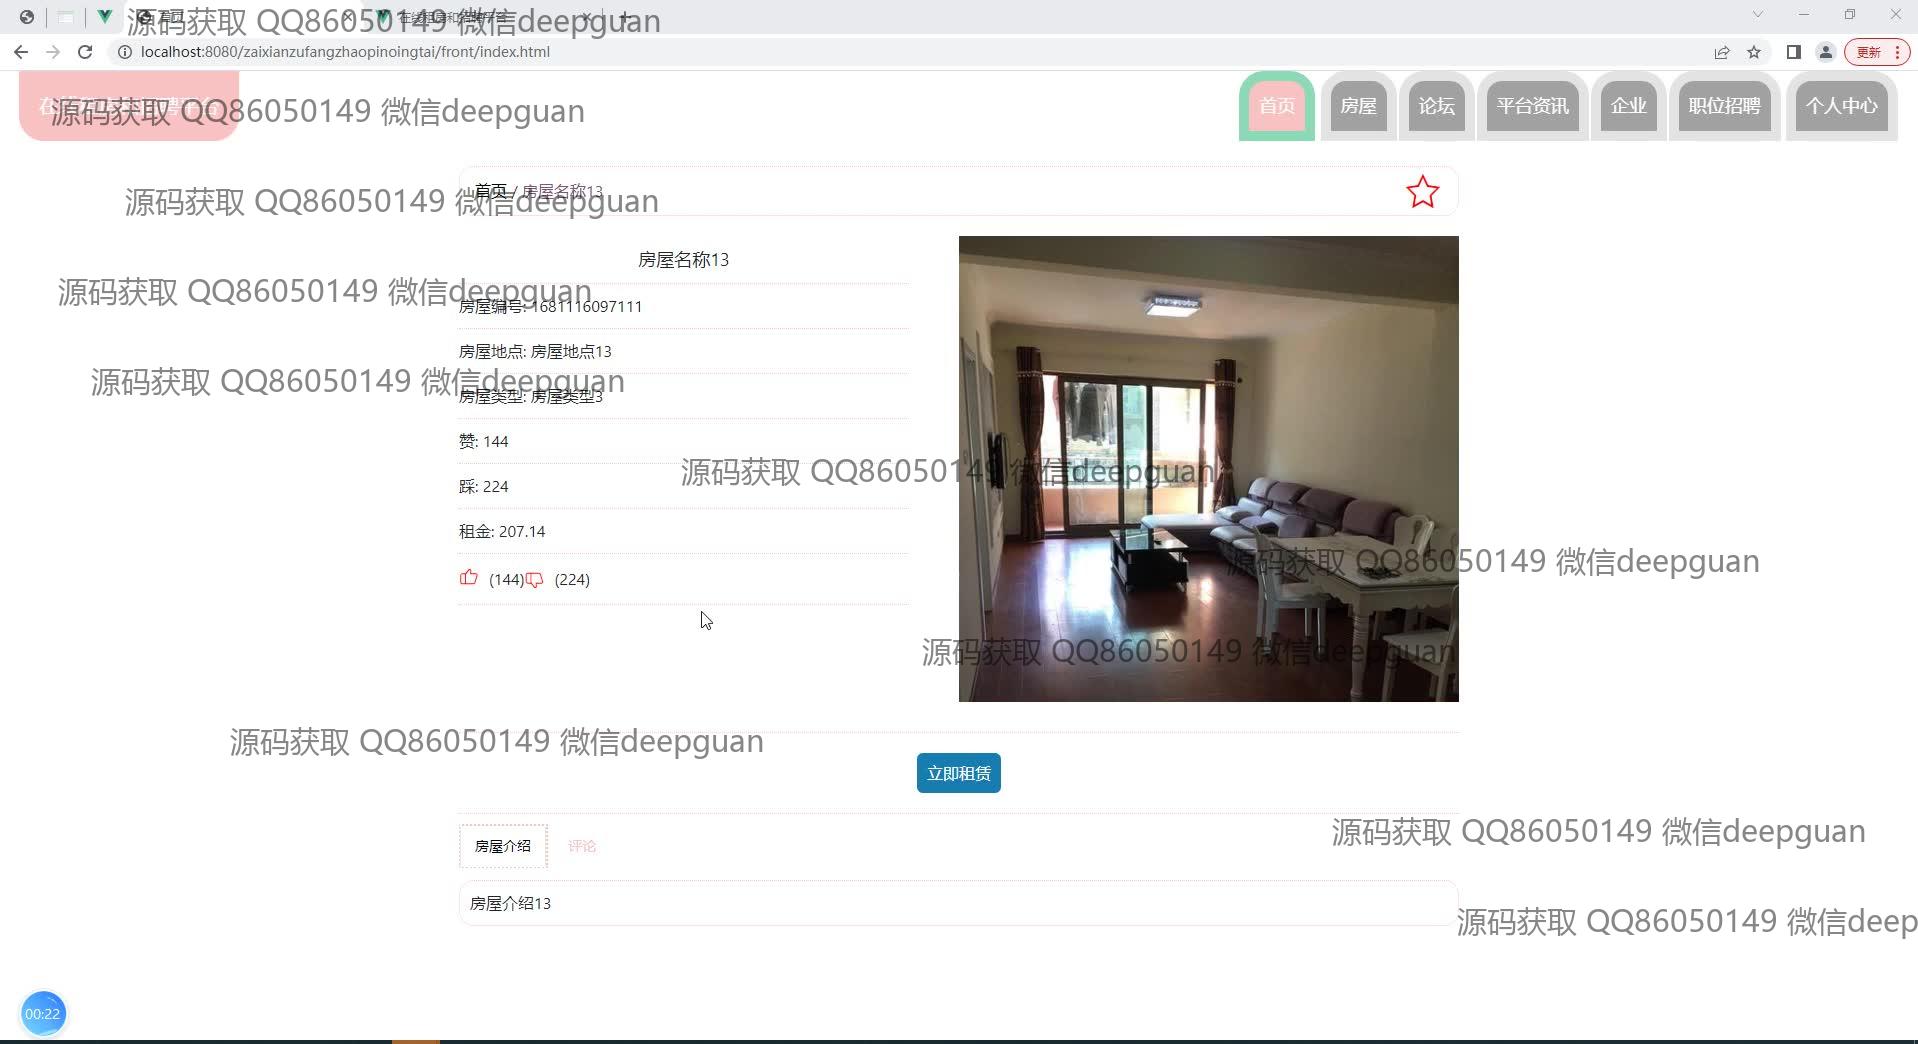 源码获取 QQ86050149 微信deepguan
localhost:8080/zaixianzufangzhaopinoingtai/front/index.html
更新
源码获取 QQ86050149 微信deepguan
首页
房屋
论坛
平台资讯
企业
职位招聘
个人中心
首页 / 房屋名称13
源码获取 QQ86050149 微信deepguan
房屋名称13
源码获取 QQ86050149 微信deepguan
房屋编号: 1681116097111
房屋地点: 房屋地点13
源码获取 QQ86050149 微信deepguan
房屋类型: 房屋类型3
赞: 144
源码获取 QQ86050149 微信deepguan
踩: 224
租金: 207.14
源码获取 QQ86050149 微信deepguan
(144) (224)
源码获取 QQ86050149 微信deepguan
源码获取 QQ86050149 微信deepguan
立即租赁
源码获取 QQ86050149 微信deepguan
房屋介绍
评论
房屋介绍13
源码获取 QQ86050149 微信deep
00:22